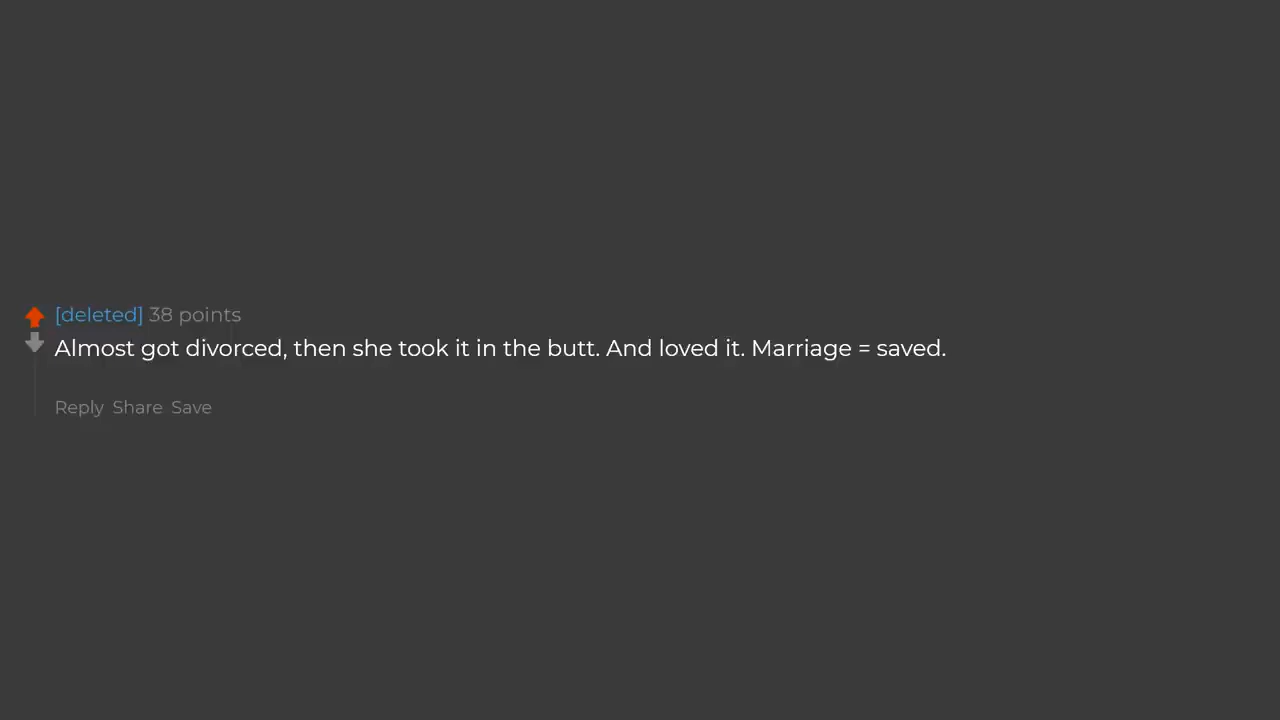 [deleted] 38 points
Almost got divorced, then she took it in the butt. And loved it. Marriage = saved.
Reply Share Save